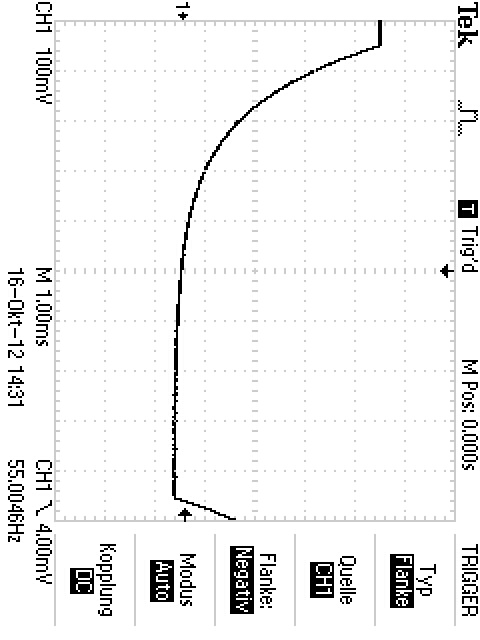 Tek
T Trig'd
M Pos: 0.000s
TRIGGER
Typ
Flanke
Quelle
CH1
Flanke:
Negativ
Modus
Auto
Kopplung
DC
1
CH1 100mV
M 1.00ms
CH1 \ 4.00mV
16-Okt-12 14:31
55.0046Hz